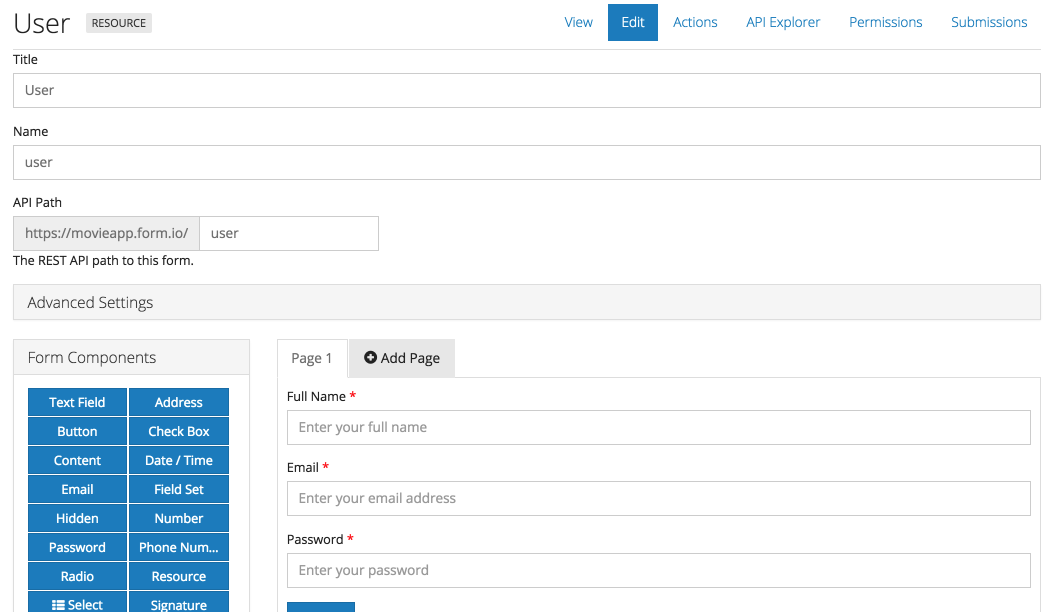 User RESOURCE View Edit Actions API Explorer Permissions Submissions
Title
User
Name
user
API Path
https://movieapp.form.io/ user
The REST API path to this form.
Advanced Settings
Form Components
Text Field Address
Button Check Box
Content Date / Time
Email Field Set
Hidden Number
Password Phone Num...
Radio Resource
Select Signature
Page 1 Add Page
Full Name *
Enter your full name
Email *
Enter your email address
Password *
Enter your password